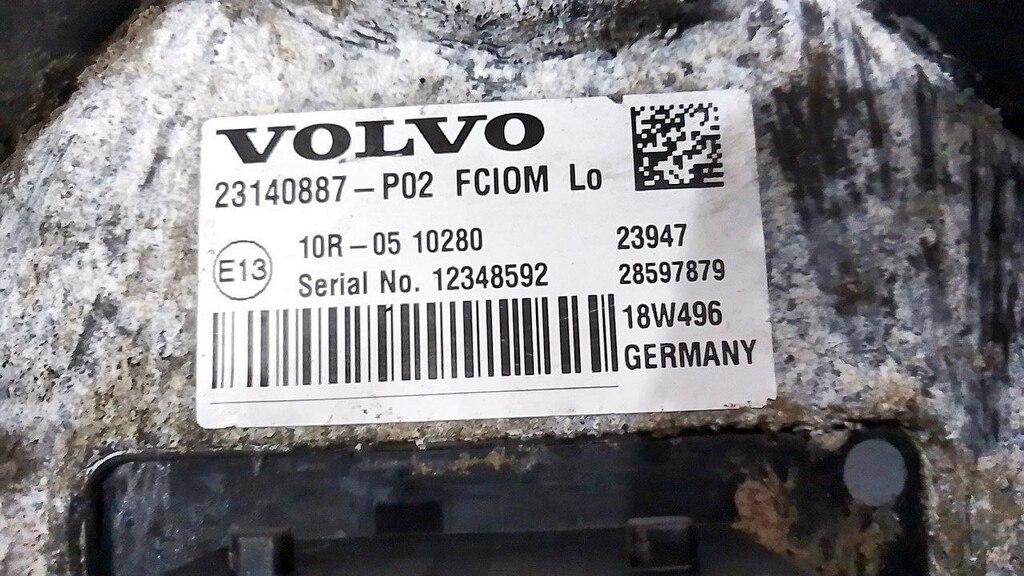 VOLVO
23140887-P02 FCIOM Lo
E13
10R-05 10280
23947
Serial No. 12348592
28597879
18W496
GERMANY